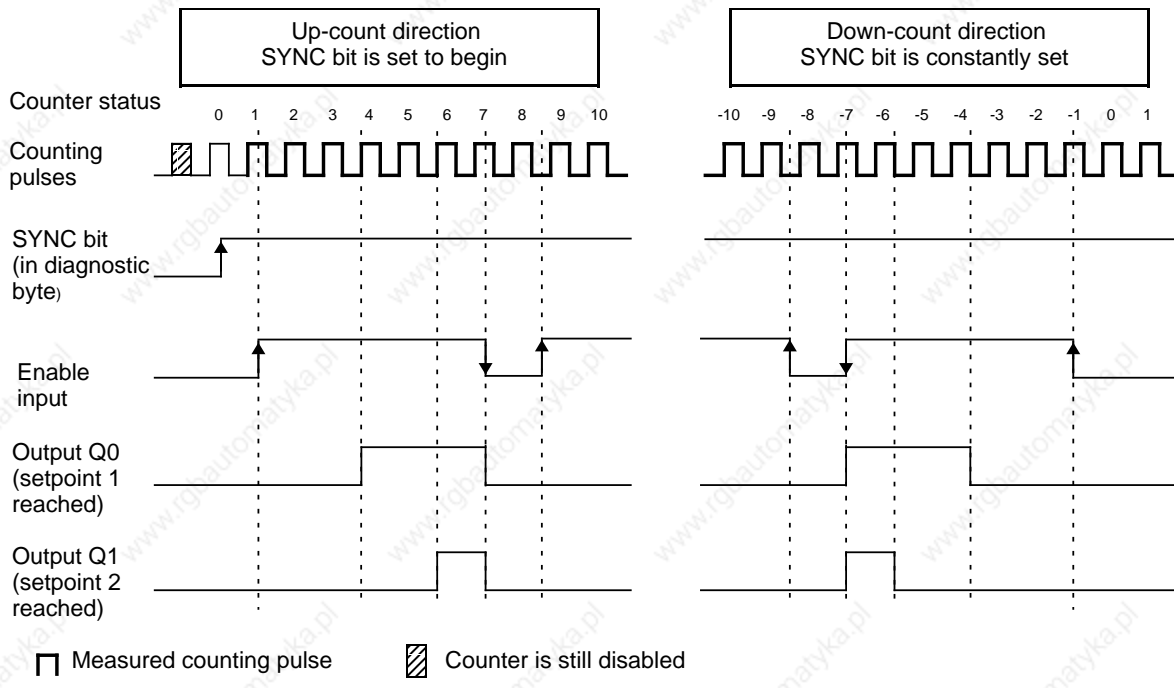 Up-count direction
SYNC bit is set to begin
Down-count direction
SYNC bit is constantly set
Counter status
0 1 2 3 4 5 6 7 8 9 10
-10 -9 -8 -7 -6 -5 -4 -3 -2 -1 0 1
Counting
pulses
SYNC bit
(in diagnostic
byte)
Enable
input
Output Q0
(setpoint 1
reached)
Output Q1
(setpoint 2
reached)
Measured counting pulse
Counter is still disabled
www.rgbautomatyka.pl